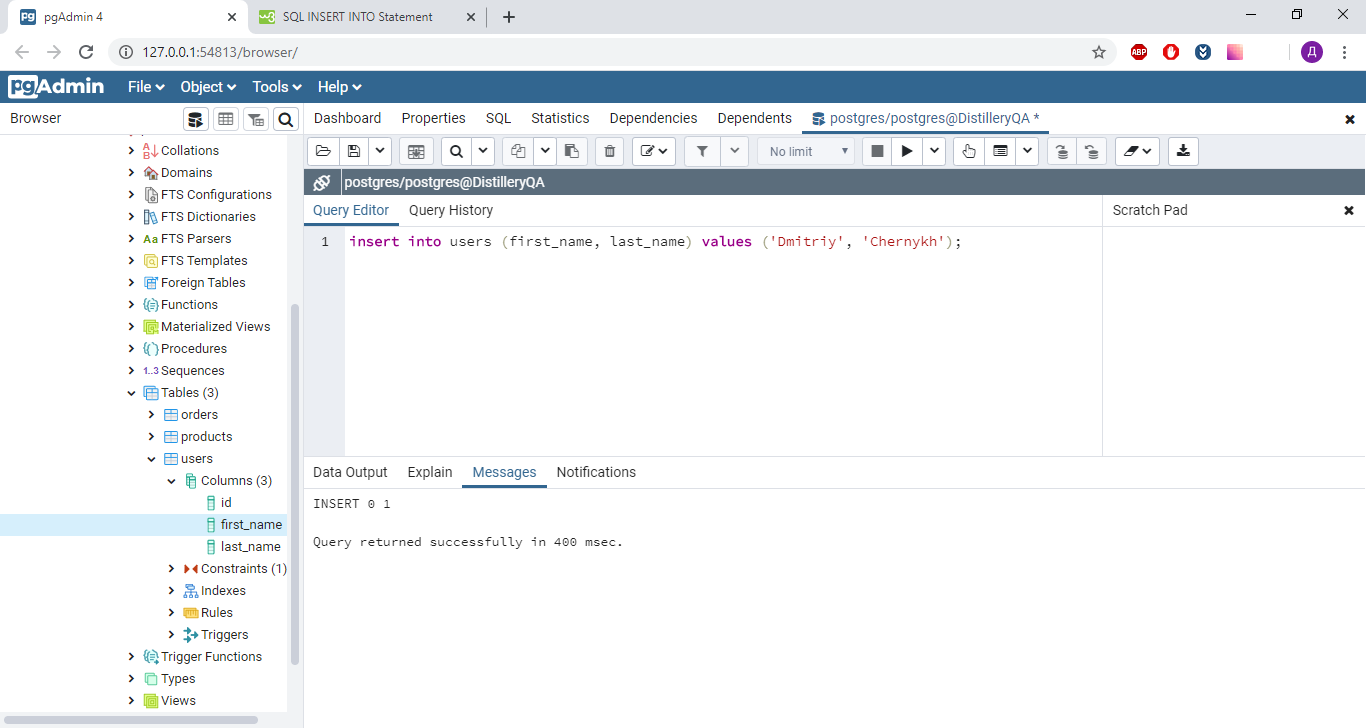 pgAdmin 4
SQL INSERT INTO Statement
127.0.0.1:54813/browser/
ABP
Д
pgAdmin File Object Tools Help
Browser
Dashboard Properties SQL Statistics Dependencies Dependents postgres/postgres@DistilleryQA *
No limit
postgres/postgres@DistilleryQA
Query Editor Query History
Scratch Pad
1 insert into users (first_name, last_name) values ('Dmitriy', 'Chernykh');
Collations
Domains
FTS Configurations
FTS Dictionaries
Aa FTS Parsers
FTS Templates
Foreign Tables
Functions
Materialized Views
Procedures
1..3 Sequences
Tables (3)
orders
products
users
Columns (3)
id
first_name
last_name
Constraints (1)
Indexes
Rules
Triggers
Trigger Functions
Types
Views
Data Output Explain Messages Notifications
INSERT 0 1
Query returned successfully in 400 msec.